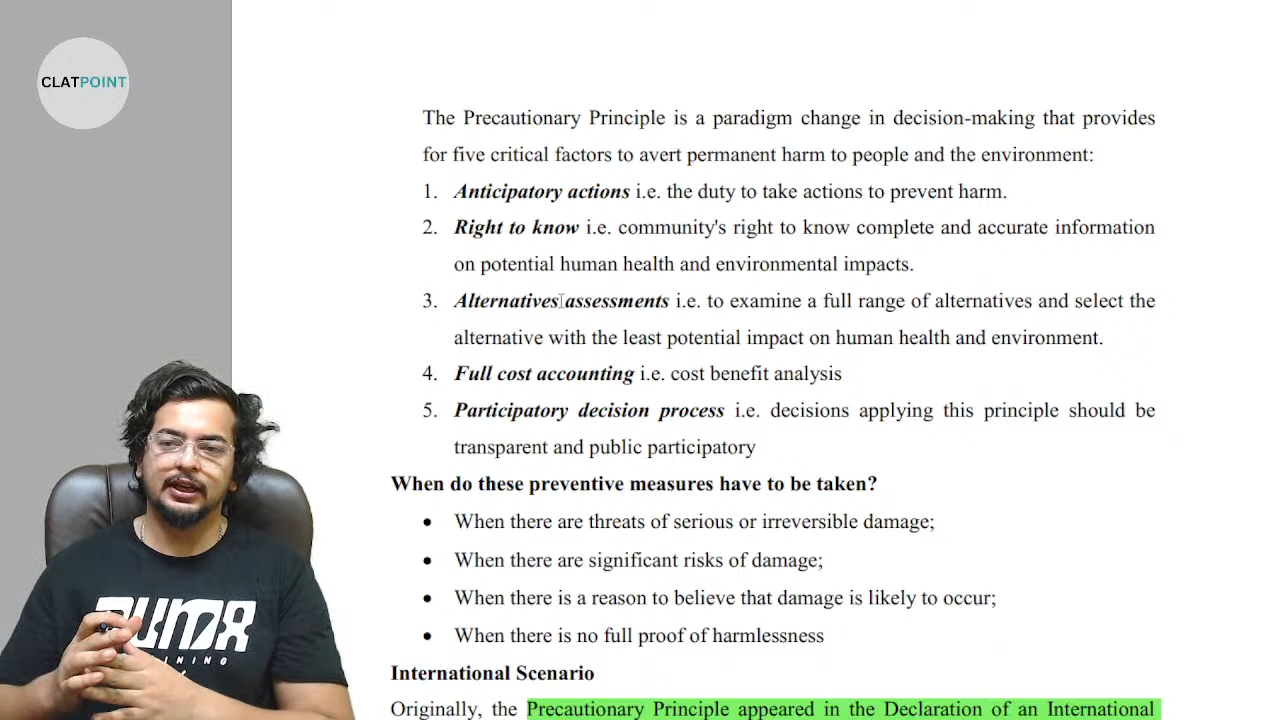 CLATPOINT
The Precautionary Principle is a paradigm change in decision-making that provides
for five critical factors to avert permanent harm to people and the environment:
1. Anticipatory actions i.e. the duty to take actions to prevent harm.
2. Right to know i.e. community's right to know complete and accurate information
on potential human health and environmental impacts.
3. Alternatives assessments i.e. to examine a full range of alternatives and select the
alternative with the least potential impact on human health and environment.
4. Full cost accounting i.e. cost benefit analysis
5. Participatory decision process i.e. decisions applying this principle should be
transparent and public participatory
When do these preventive measures have to be taken?
• When there are threats of serious or irreversible damage;
• When there are significant risks of damage;
• When there is a reason to believe that damage is likely to occur;
• When there is no full proof of harmlessness
International Scenario
Originally, the Precautionary Principle appeared in the Declaration of an International